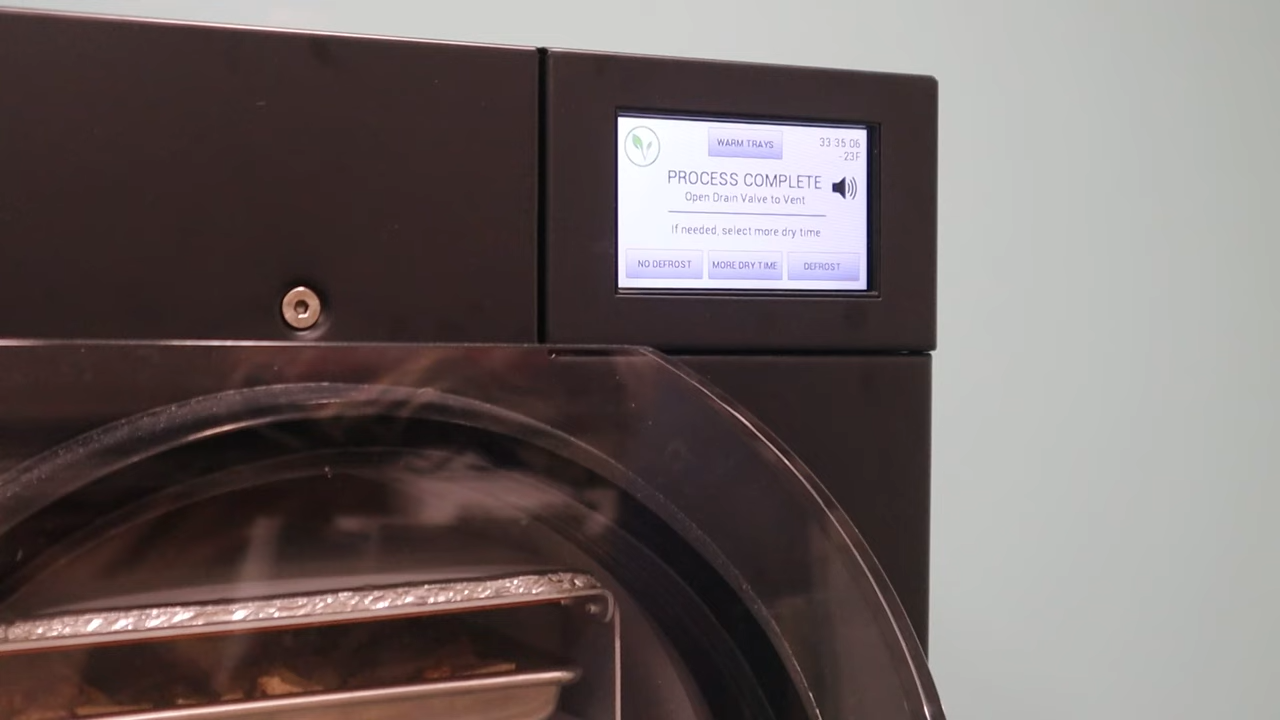 WARM TRAYS
33:35:06
-23F
PROCESS COMPLETE
Open Drain Valve to Vent
If needed, select more dry time
NO DEFROST
MORE DRY TIME
DEFROST